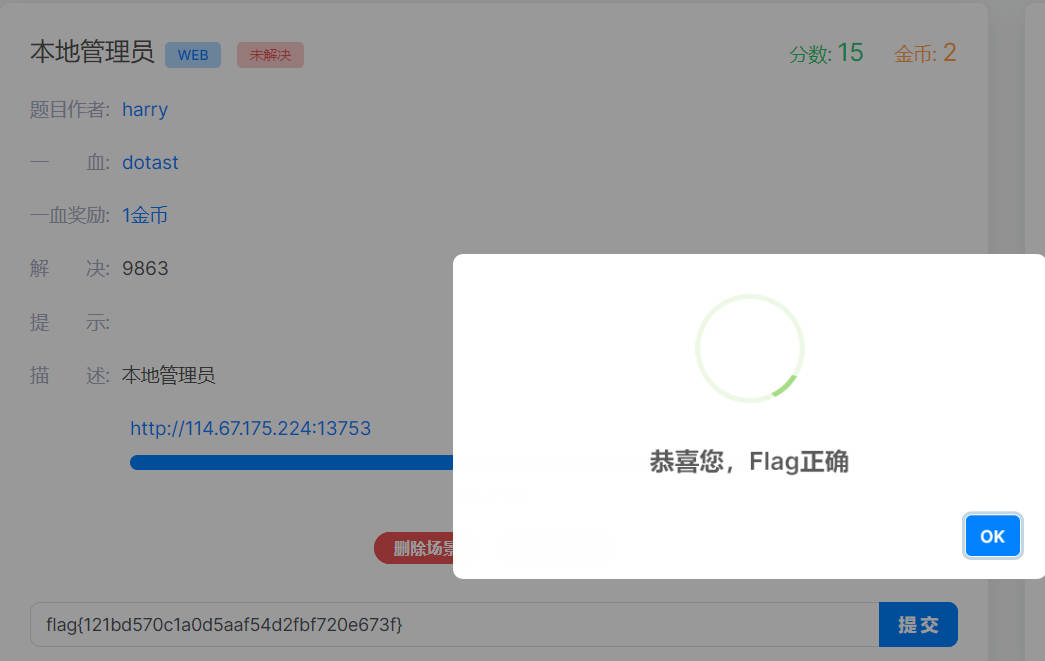 本地管理员 WEB 未解决 分数: 15 金币: 2
题目作者: harry
一 血: dotast
一血奖励: 1金币
解 决: 9863
提 示:
描 述: 本地管理员
http://114.67.175.224:13753
恭喜您，Flag正确
OK
删除场景
flag{121bd570c1a0d5aaf54d2fbf720e673f} 提交